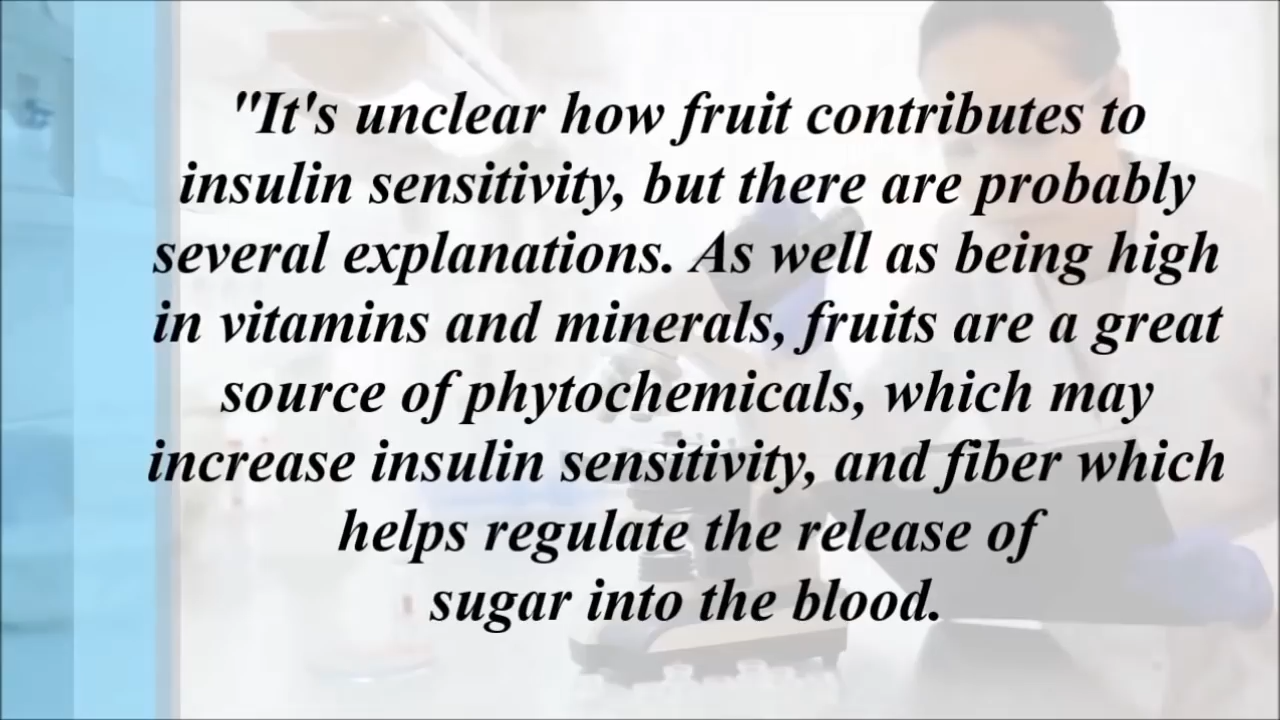 "It's unclear how fruit contributes to
insulin sensitivity, but there are probably
several explanations. As well as being high
in vitamins and minerals, fruits are a great
source of phytochemicals, which may
increase insulin sensitivity, and fiber which
helps regulate the release of
sugar into the blood.